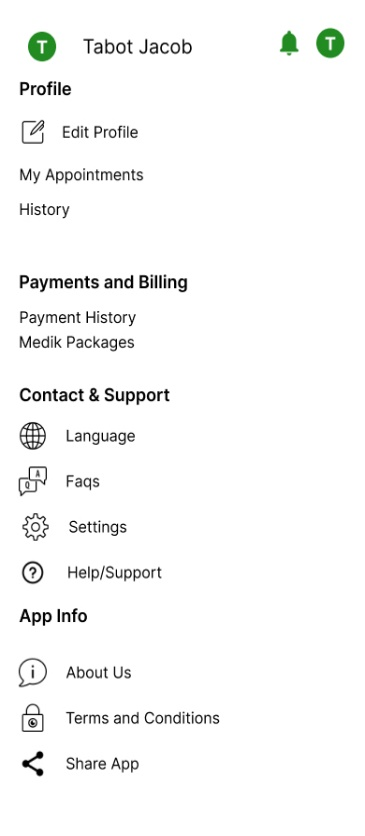 T Tabot Jacob T
Profile
Edit Profile
My Appointments
History
Payments and Billing
Payment History
Medik Packages
Contact & Support
Language
A
Q
Faqs
Settings
? Help/Support
App Info
i About Us
Terms and Conditions
Share App